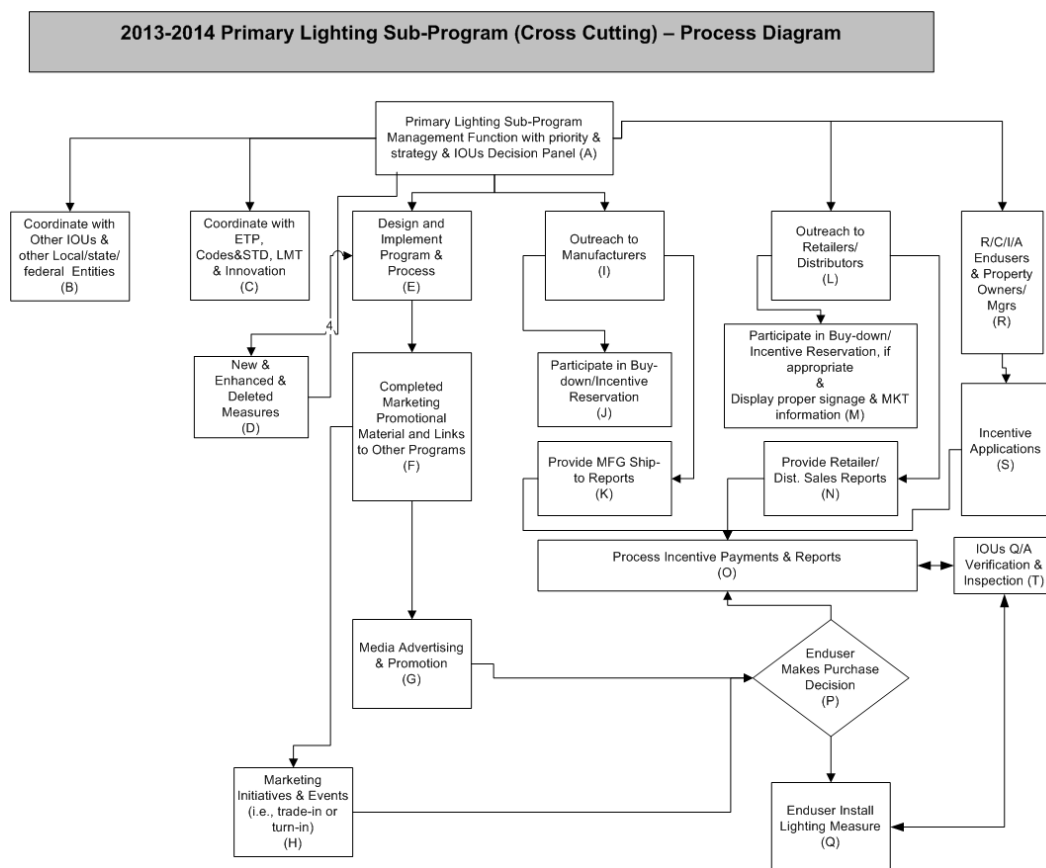 2013-2014 Primary Lighting Sub-Program (Cross Cutting) – Process Diagram
Primary Lighting Sub-Program
Management Function with priority &
strategy & IOUs Decision Panel (A)
Coordinate with
Other IOUs &
other Local/state/
federal Entities
(B)
Coordinate with
ETP,
Codes&STD, LMT
& Innovation
(C)
Design and
Implement
Program &
Process
(E)
Outreach to
Manufacturers
(I)
Outreach to
Retailers/
Distributors
(L)
R/C/I/A
Endusers
& Property
Owners/
Mgrs
(R)
4
New &
Enhanced &
Deleted
Measures
(D)
Completed
Marketing
Promotional
Material and Links
to Other Programs
(F)
Participate in Buy-
down/Incentive
Reservation
(J)
Participate in Buy-down/
Incentive Reservation, if
appropriate
&
Display proper signage & MKT
information (M)
Incentive
Applications
(S)
Provide MFG Ship-
to Reports
(K)
Provide Retailer/
Dist. Sales Reports
(N)
Process Incentive Payments & Reports
(O)
IOUs Q/A
Verification &
Inspection (T)
Media Advertising
& Promotion
(G)
Enduser
Makes Purchase
Decision
(P)
Marketing
Initiatives & Events
(i.e., trade-in or
turn-in)
(H)
Enduser Install
Lighting Measure
(Q)